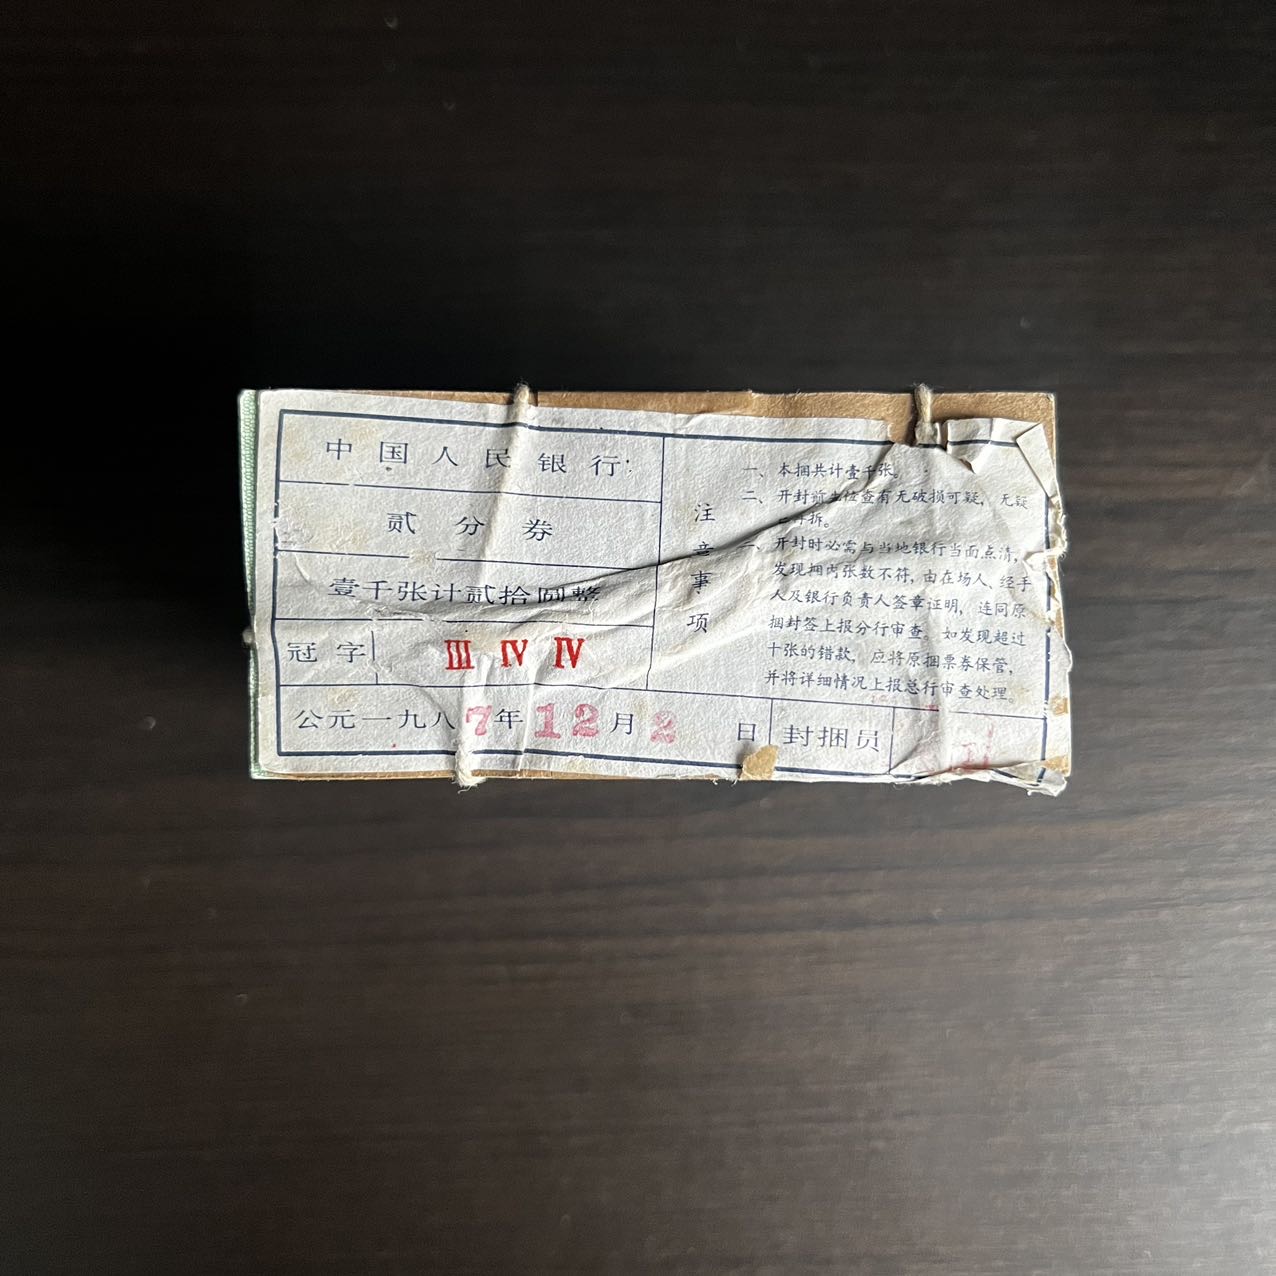 中国人民银行
贰分券
壹千张计贰拾圆整
冠字 Ⅲ Ⅳ Ⅳ
公元一九八7年12月2日
封捆员
注意事项
一、本捆共计壹千张。
二、开封前先检查有无破损可疑，无疑
再拆。
开封时必需与当地银行当面点清，
发现捆内张数不符，由在场人、经手
人及银行负责人签章证明，连同原
捆封签上报分行审查。如发现超过
十张的错款，应将原捆票券保管，
并将详细情况上报总行审查处理。